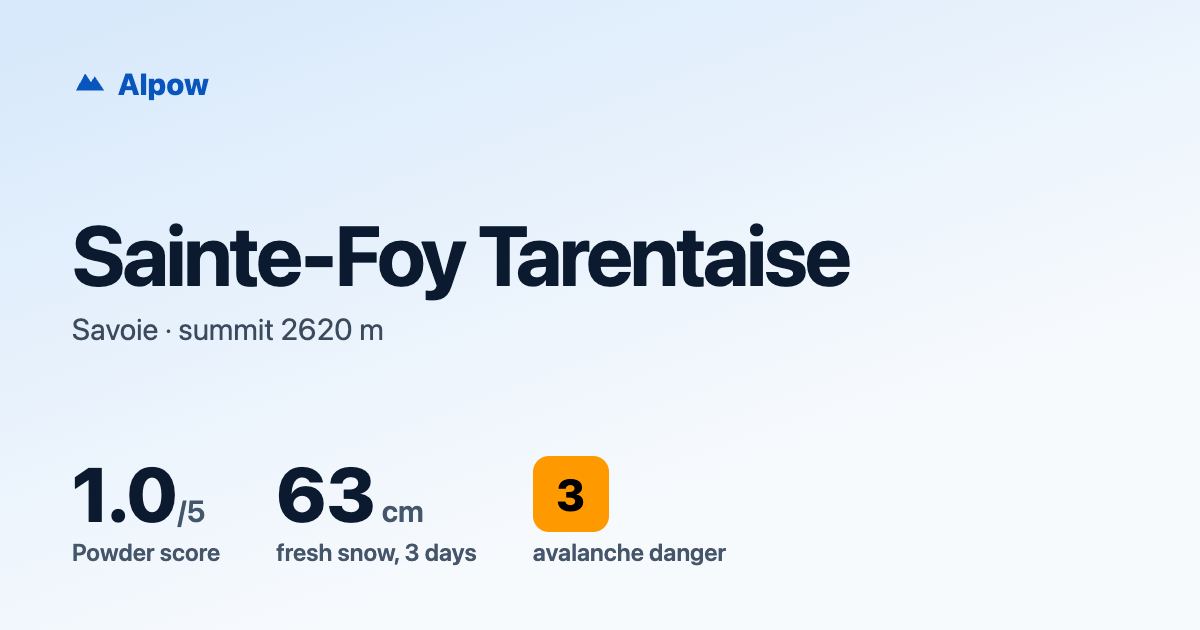 Alpow
Sainte-Foy Tarentaise
Savoie · summit 2620 m
1.0/5
Powder score
63 cm
fresh snow, 3 days
3
avalanche danger